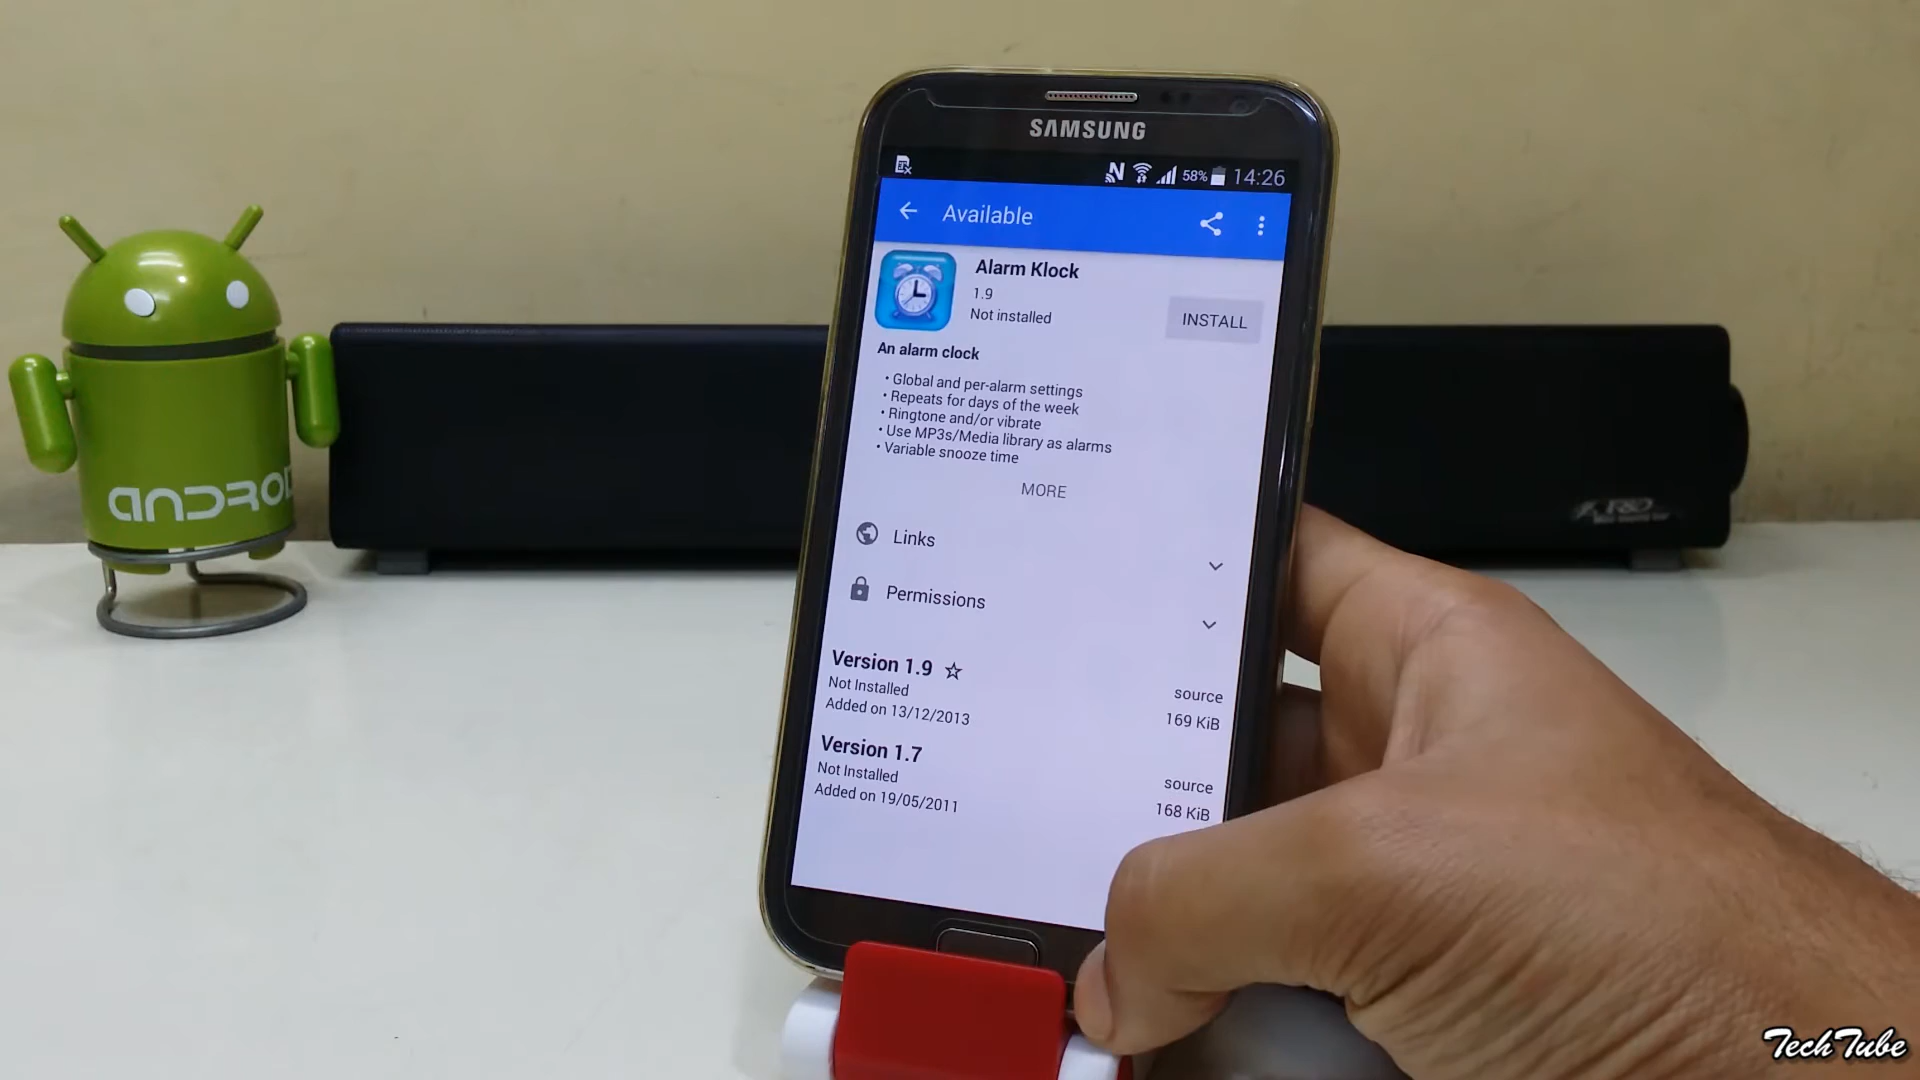 SAMSUNG
58% 14:26
Available
Alarm Klock
1.9
Not installed
INSTALL
An alarm clock
• Global and per-alarm settings
• Repeats for days of the week
• Ringtone and/or vibrate
• Use MP3s/Media library as alarms
• Variable snooze time
MORE
Links
Permissions
Version 1.9
Not Installed
source
Added on 13/12/2013
169 KiB
Version 1.7
Not Installed
source
Added on 19/05/2011
168 KiB
ANDROID
F&D
TechTube